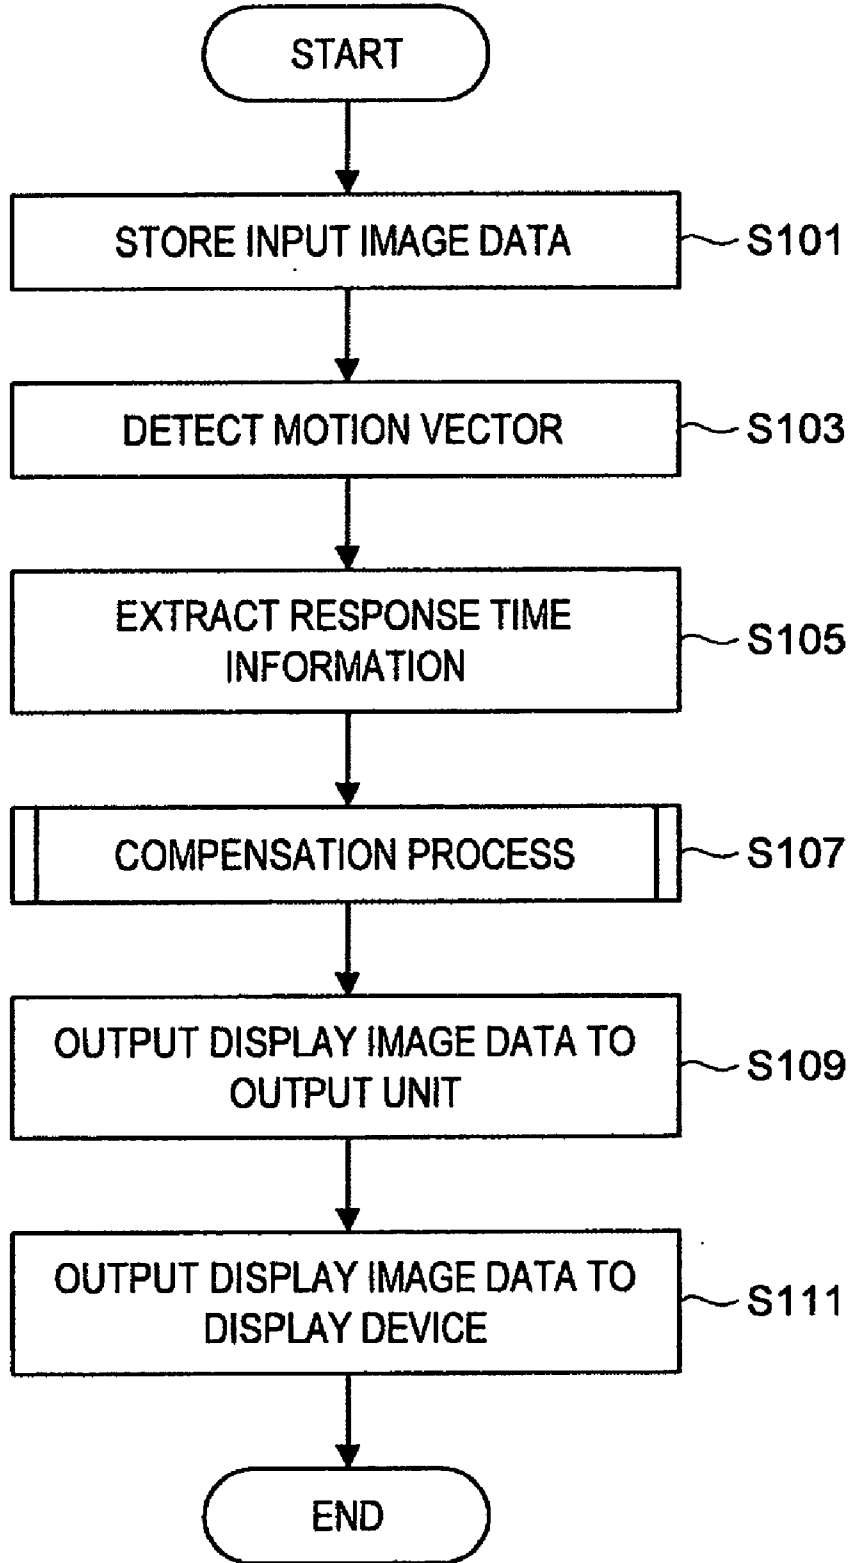 START
STORE INPUT IMAGE DATA
S101
DETECT MOTION VECTOR
S103
EXTRACT RESPONSE TIME
INFORMATION
S105
COMPENSATION PROCESS
S107
OUTPUT DISPLAY IMAGE DATA TO
OUTPUT UNIT
S109
OUTPUT DISPLAY IMAGE DATA TO
DISPLAY DEVICE
S111
END